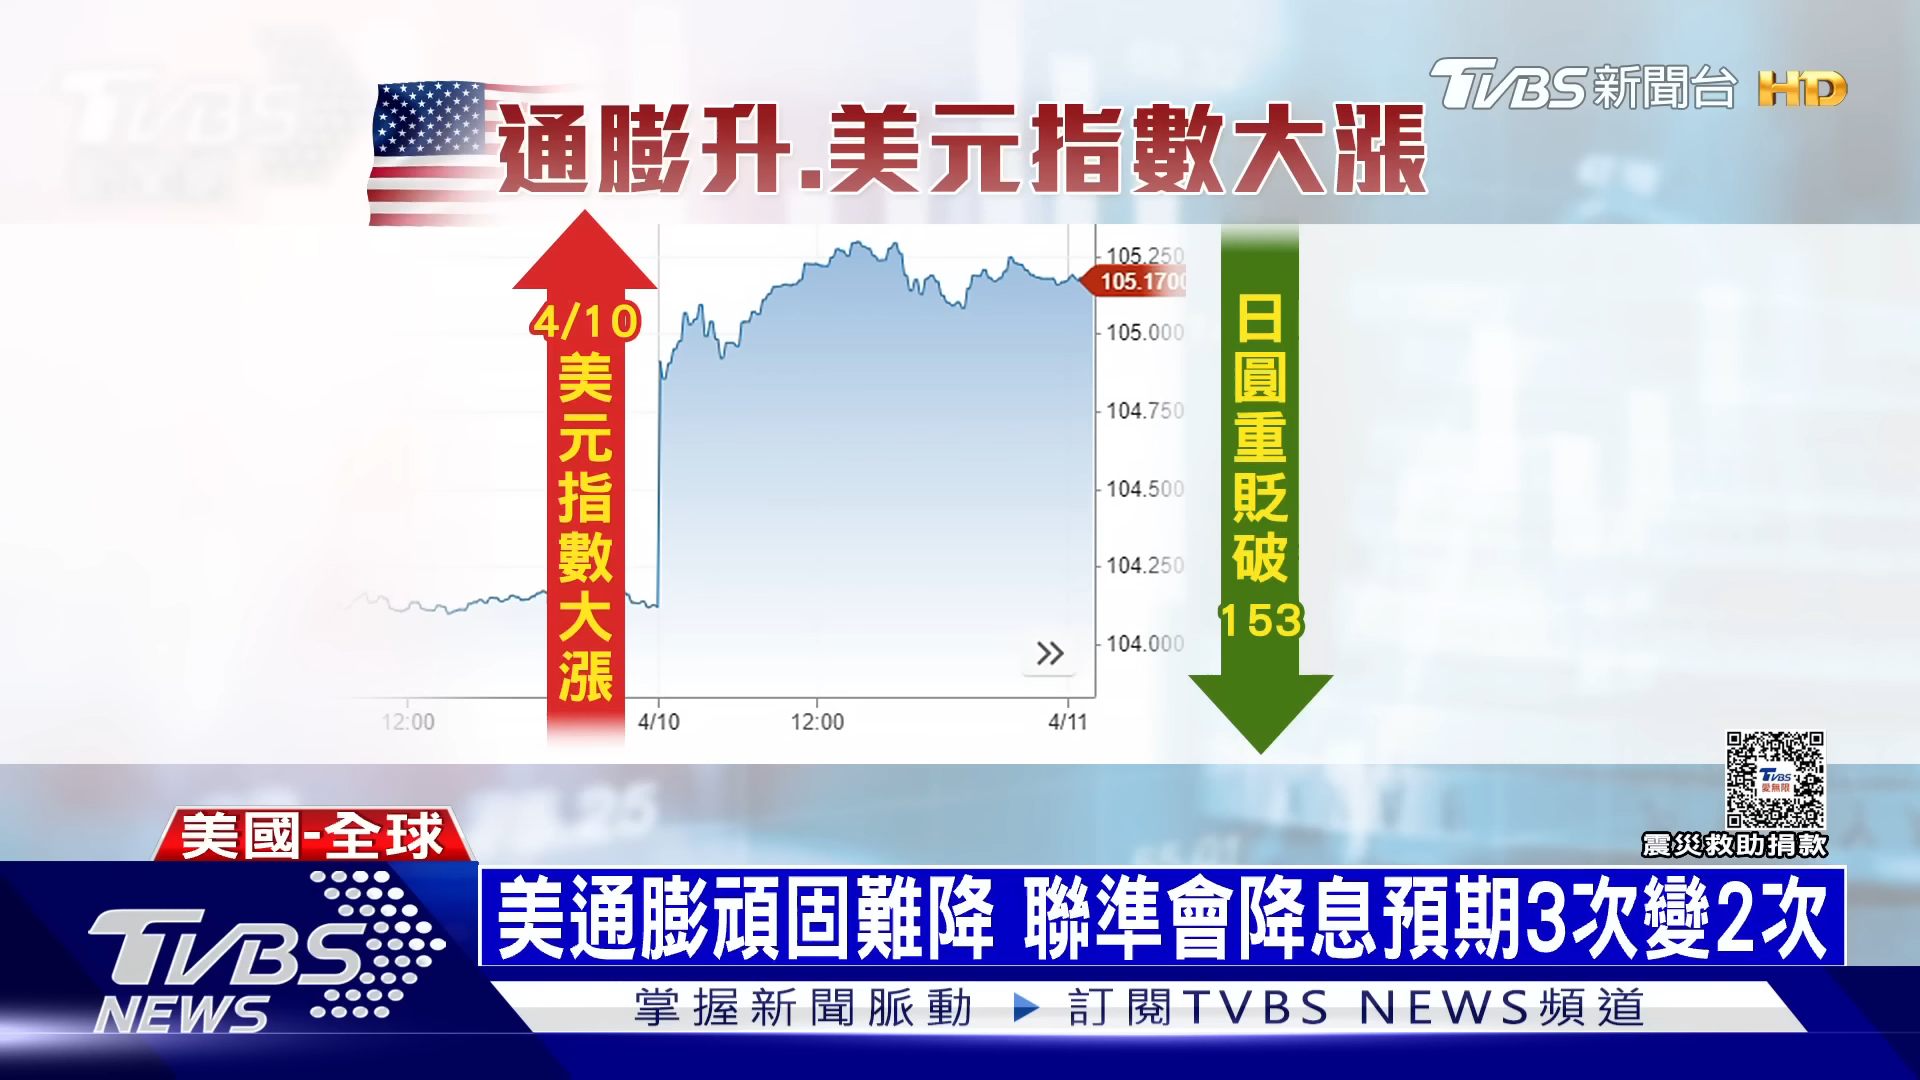 TVBS新聞台 HD
通膨升.美元指數大漲
4/10
美元指數大漲
日圓重貶破
153
105.250
105.1700
105.000
104.750
104.500
104.250
104.000
12:00
4/10
12:00
4/11
TVBS
愛無限
震災救助捐款
美國-全球
美通膨頑固難降 聯準會降息預期3次變2次
TVBS
NEWS
掌握新聞脈動 ▶ 訂閱TVBS NEWS頻道